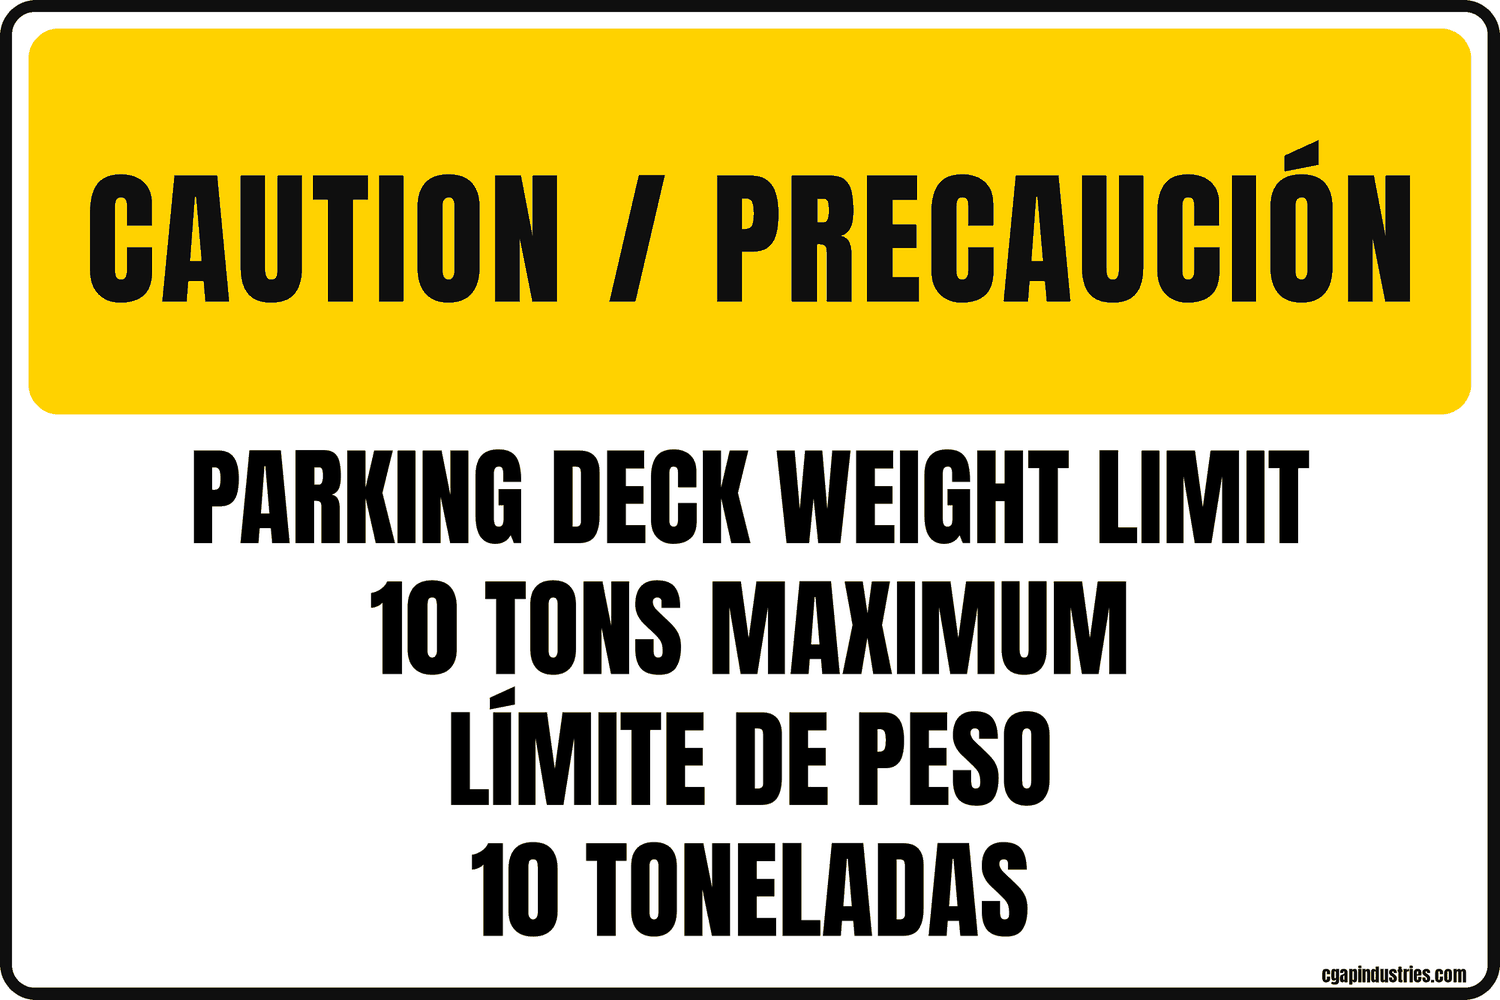 CAUTION / PRECAUCIÓN
PARKING DECK WEIGHT LIMIT
10 TONS MAXIMUM
LÍMITE DE PESO
10 TONELADAS
cgapindustries.com